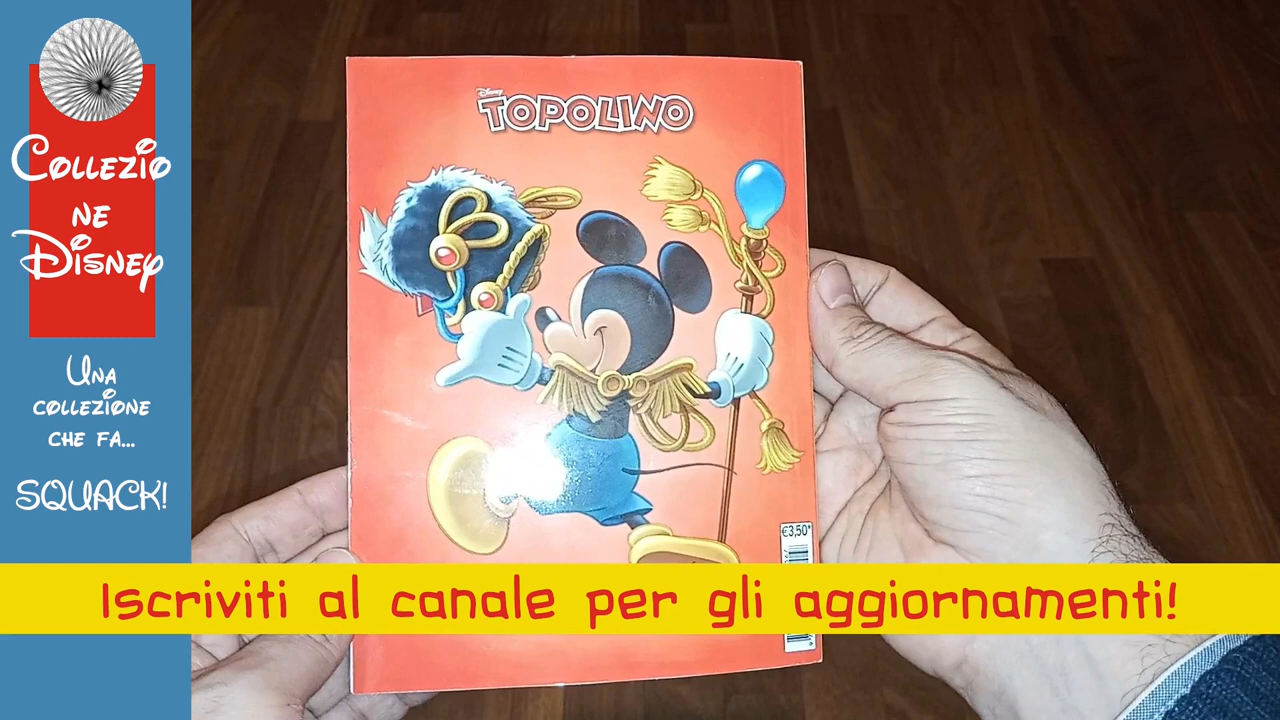 Collezio
ne
Disney
Una
collezione
che fa...
SQUACK!
Disney
TOPOLINO
€3,50*
Iscriviti al canale per gli aggiornamenti!